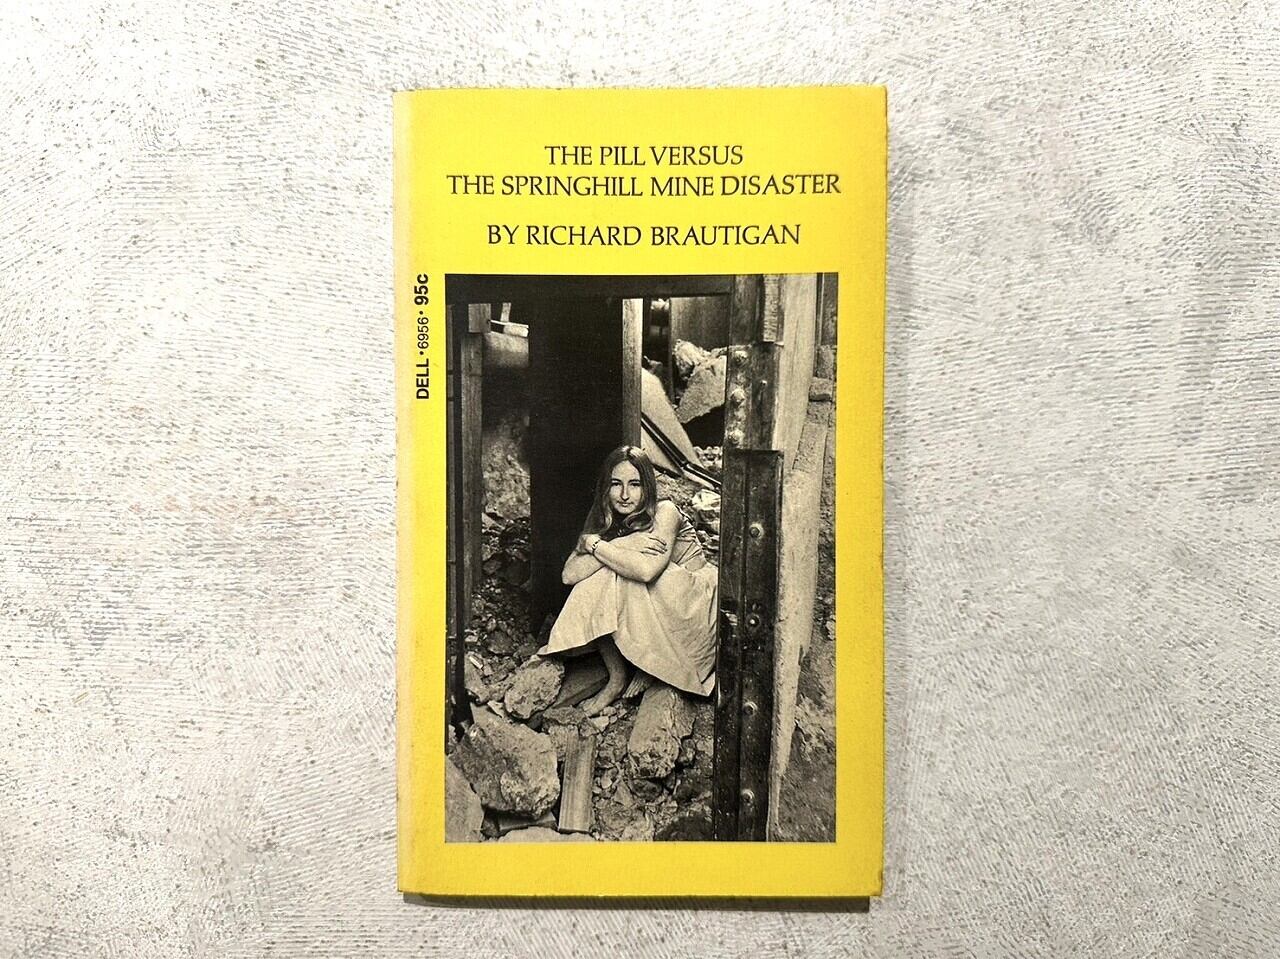 THE PILL VERSUS
THE SPRINGHILL MINE DISASTER
BY RICHARD BRAUTIGAN
DELL • 6956 • 95c